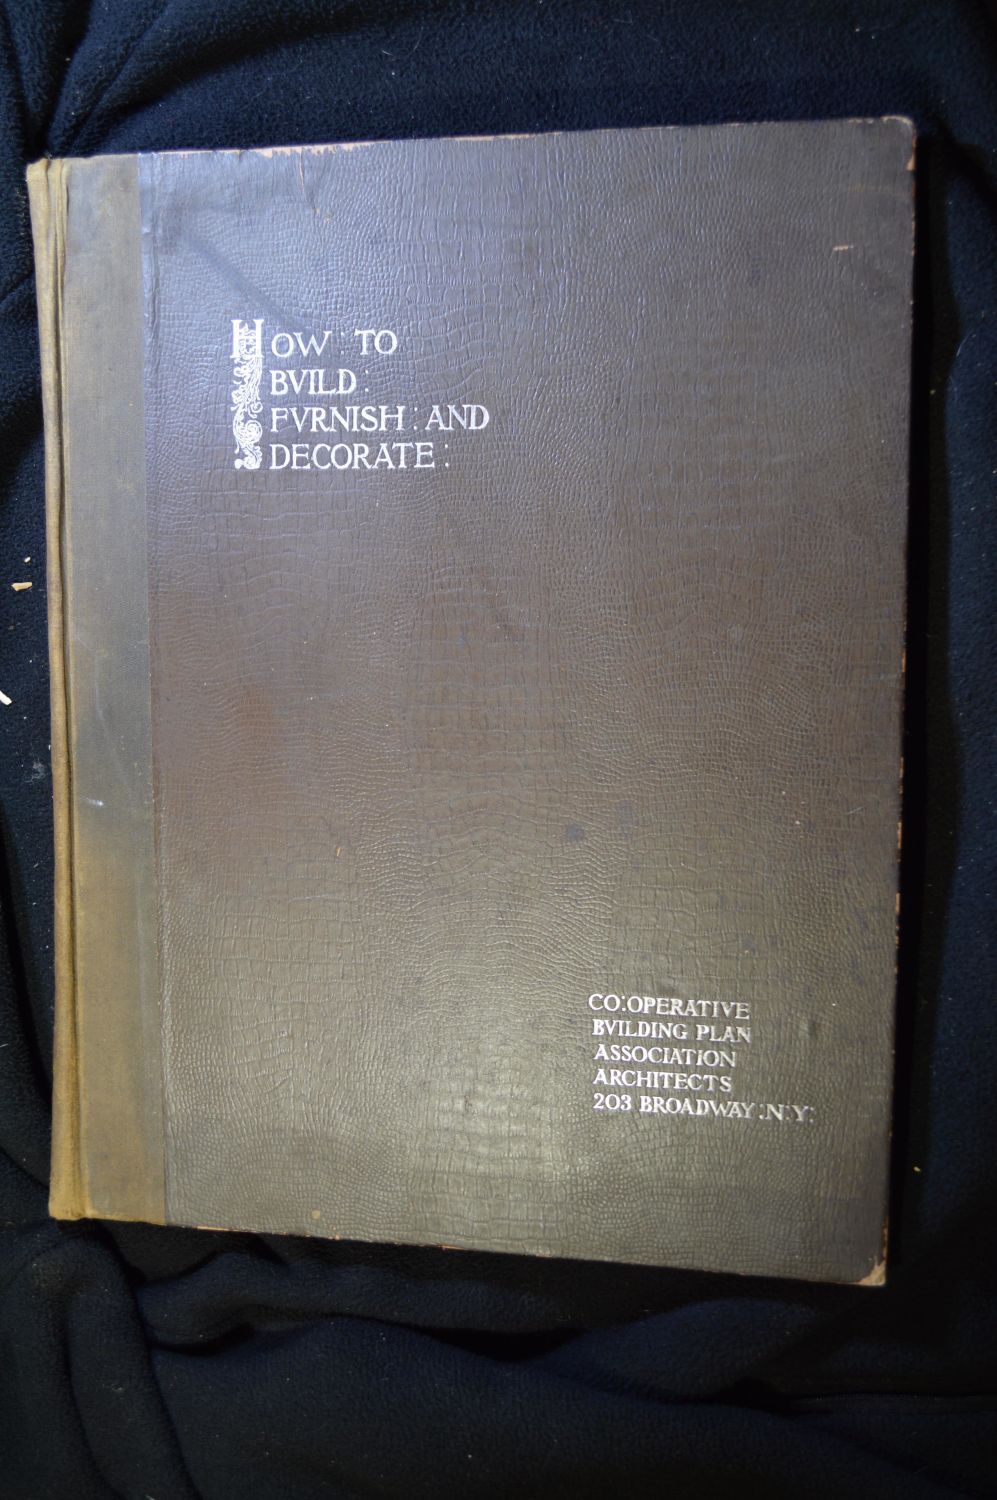 HOW : TO
BVILD :
FVRNISH : AND
DECORATE :
CO:OPERATIVE
BVILDING PLAN
ASSOCIATION
ARCHITECTS
203 BROADWAY :N:Y: